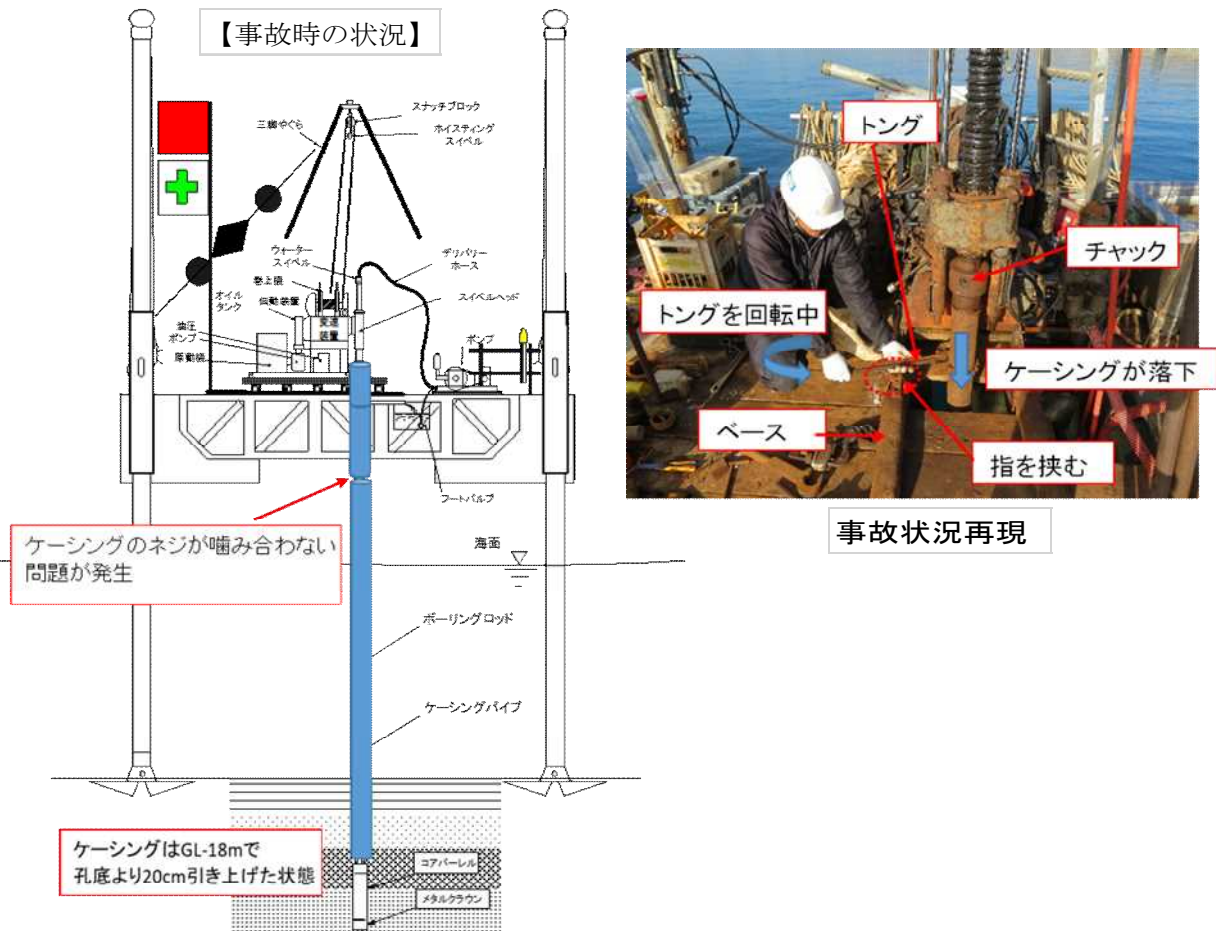 【事故時の状況】
スナッチブロック
三脚やぐら
ホイスティング
スイベル
ウォーター
スイベル
デリバリー
ホース
巻上機
オイル
タンク
伝動装置
スイベルヘッド
変速
装置
油圧
ポンプ
ポンプ
原動機
フートバルブ
ケーシングのネジが噛み合わない
問題が発生
海面
ボーリングロッド
ケーシングパイプ
ケーシングはGL-18mで
孔底より20cm引き上げた状態
コアバーレル
メタルクラウン
トング
チャック
トングを回転中
ケーシングが落下
ベース
指を挟む
事故状況再現